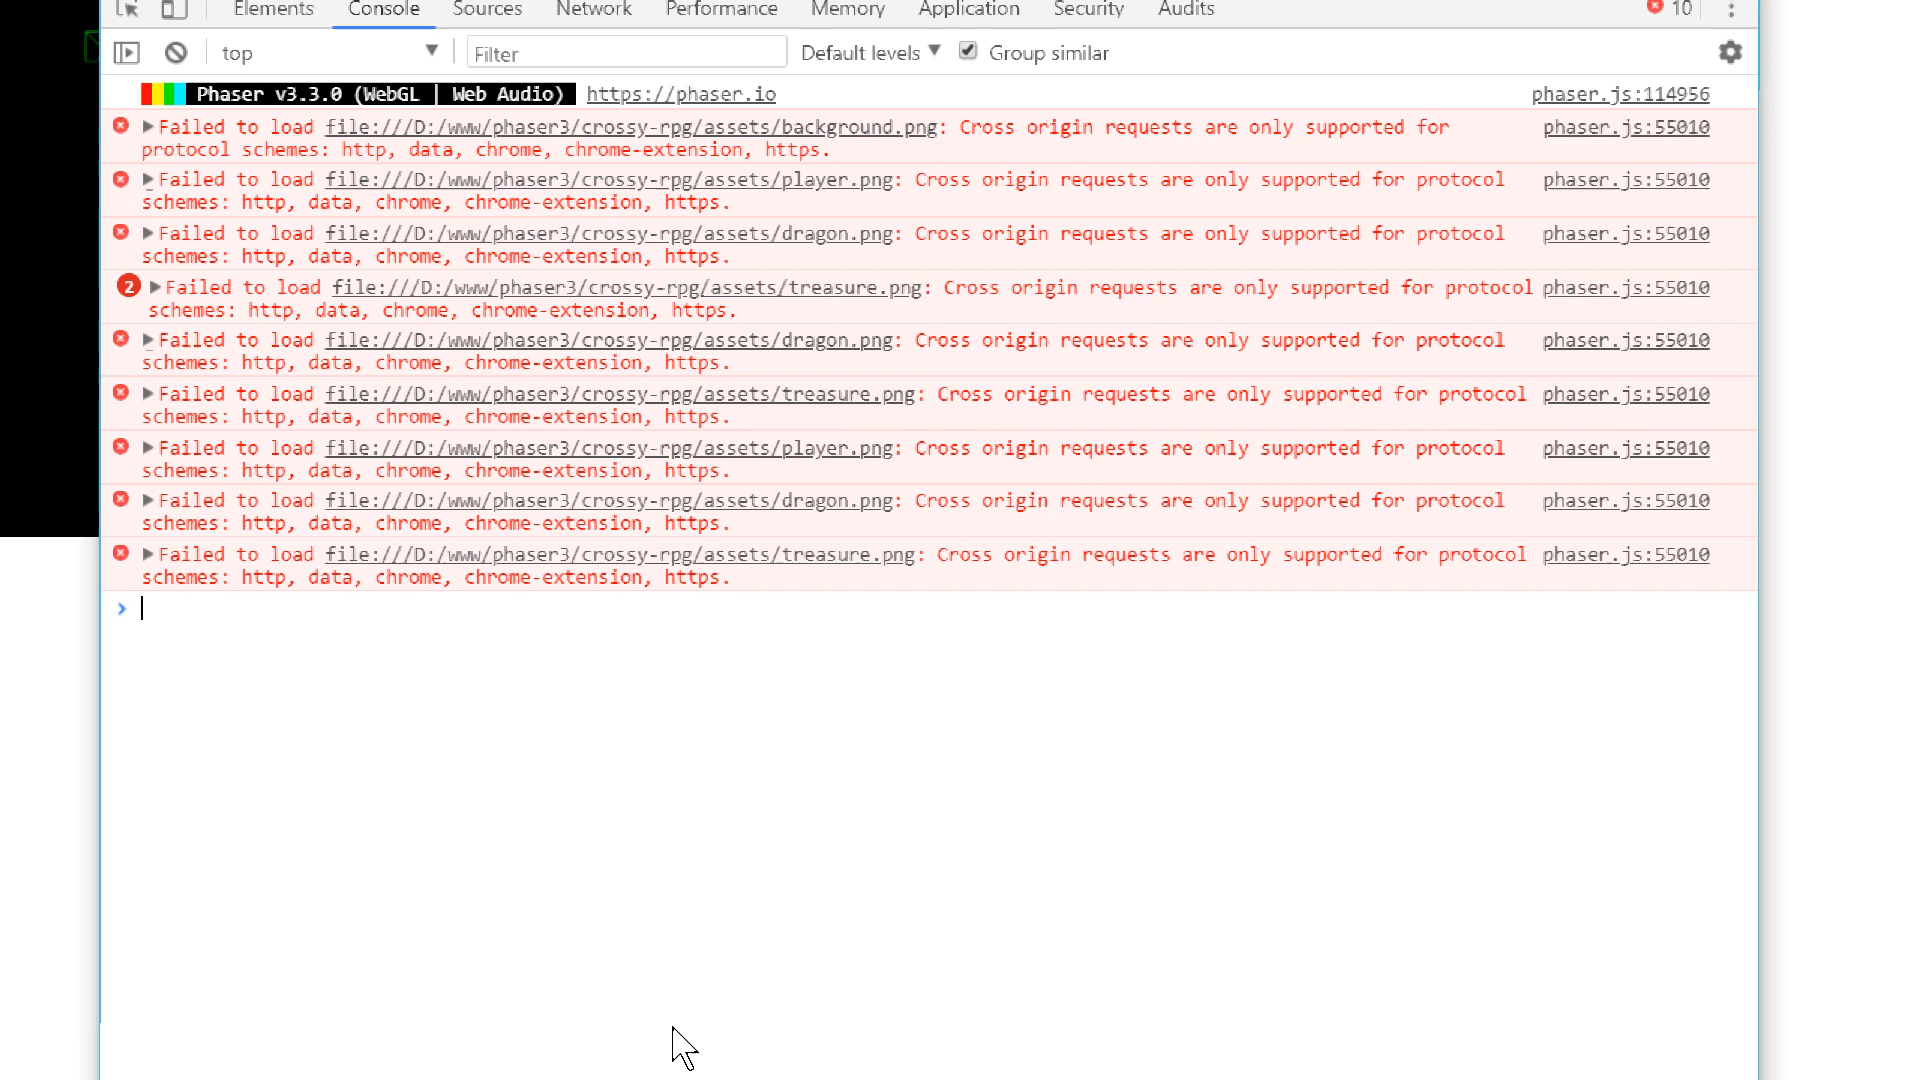 Elements Console Sources Network Performance Memory Application Security Audits 10
top Filter Default levels Group similar
Phaser v3.3.0 (WebGL | Web Audio) https://phaser.io phaser.js:114956
Failed to load file:///D:/www/phaser3/crossy-rpg/assets/background.png: Cross origin requests are only supported for phaser.js:55010
protocol schemes: http, data, chrome, chrome-extension, https.
Failed to load file:///D:/www/phaser3/crossy-rpg/assets/player.png: Cross origin requests are only supported for protocol phaser.js:55010
schemes: http, data, chrome, chrome-extension, https.
Failed to load file:///D:/www/phaser3/crossy-rpg/assets/dragon.png: Cross origin requests are only supported for protocol phaser.js:55010
schemes: http, data, chrome, chrome-extension, https.
2 Failed to load file:///D:/www/phaser3/crossy-rpg/assets/treasure.png: Cross origin requests are only supported for protocol phaser.js:55010
schemes: http, data, chrome, chrome-extension, https.
Failed to load file:///D:/www/phaser3/crossy-rpg/assets/dragon.png: Cross origin requests are only supported for protocol phaser.js:55010
schemes: http, data, chrome, chrome-extension, https.
Failed to load file:///D:/www/phaser3/crossy-rpg/assets/treasure.png: Cross origin requests are only supported for protocol phaser.js:55010
schemes: http, data, chrome, chrome-extension, https.
Failed to load file:///D:/www/phaser3/crossy-rpg/assets/player.png: Cross origin requests are only supported for protocol phaser.js:55010
schemes: http, data, chrome, chrome-extension, https.
Failed to load file:///D:/www/phaser3/crossy-rpg/assets/dragon.png: Cross origin requests are only supported for protocol phaser.js:55010
schemes: http, data, chrome, chrome-extension, https.
Failed to load file:///D:/www/phaser3/crossy-rpg/assets/treasure.png: Cross origin requests are only supported for protocol phaser.js:55010
schemes: http, data, chrome, chrome-extension, https.